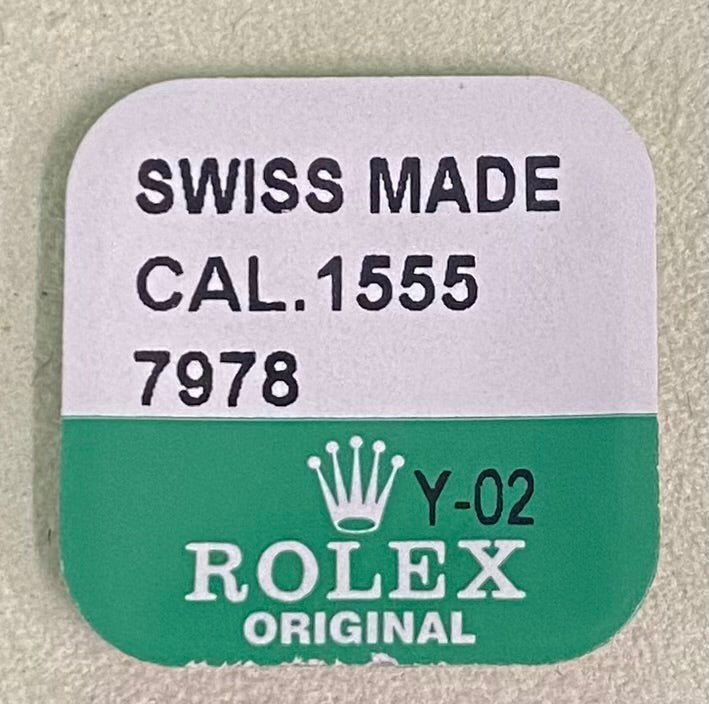 SWISS MADE
CAL.1555
7978
Y-02
ROLEX
ORIGINAL